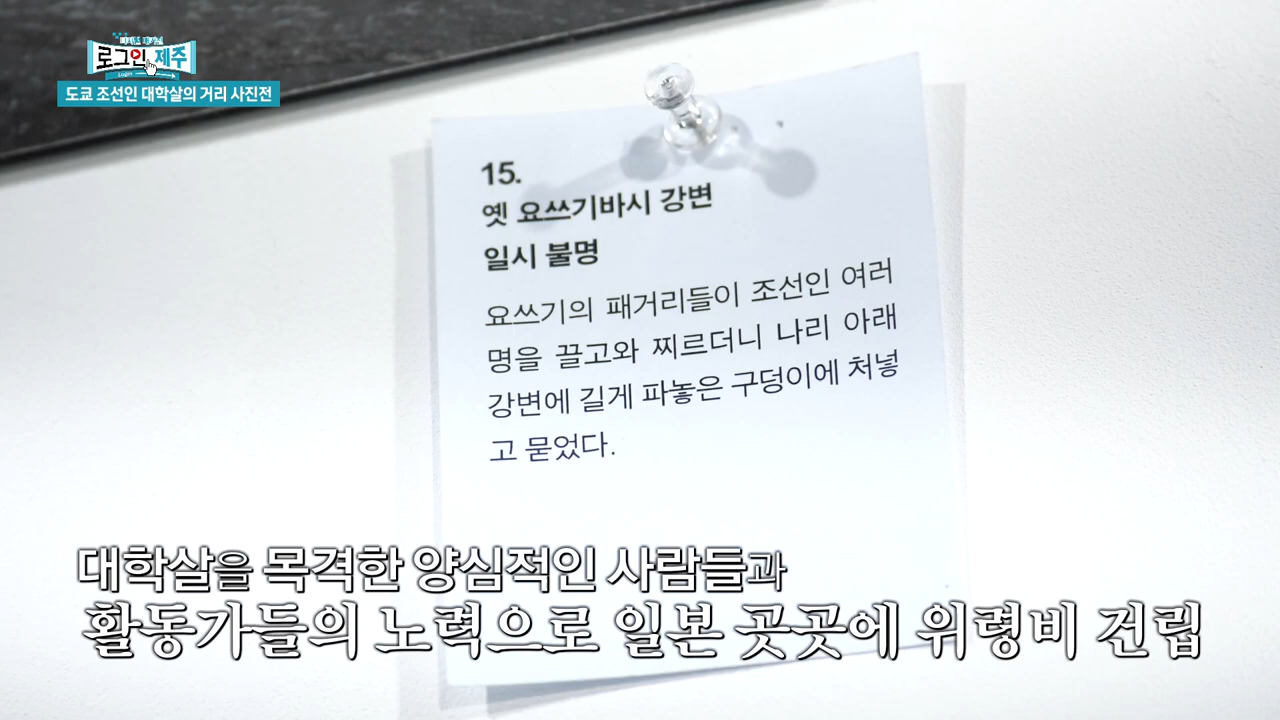 로그인 제주
Login
도쿄 조선인 대학살의 거리 사진전
15.
옛 요쓰기바시 강변
일시 불명
요쓰기의 패거리들이 조선인 여러
명을 끌고와 찌르더니 나리 아래
강변에 길게 파놓은 구덩이에 처넣
고 묻었다.
대학살을 목격한 양심적인 사람들과
활동가들의 노력으로 일본 곳곳에 위령비 건립